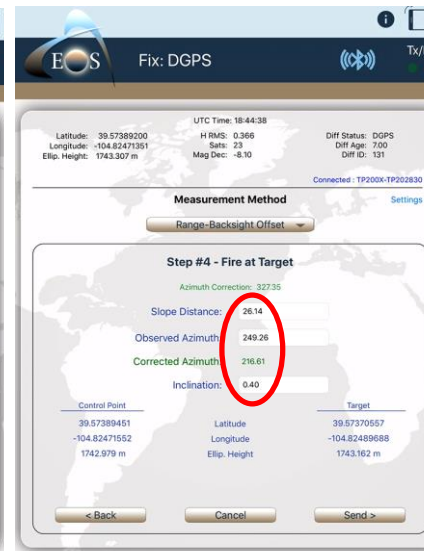 EOS Fix: DGPS Tx/
UTC Time: 18:44:38
Latitude: 39.57389200 H RMS: 0.366 Diff Status: DGPS
Longitude: -104.82471351 Sats: 23 Diff Age: 7.00
Ellip. Height: 1743.307 m Mag Dec: -8.10 Diff ID: 131
Connected : TP200X-TP202830
Measurement Method Settings
Range-Backsight Offset
Step #4 - Fire at Target
Azimuth Correction: 327.35
Slope Distance: 26.14
Observed Azimuth: 249.26
Corrected Azimuth: 216.61
Inclination: 0.40
Control Point Target
39.57389451 Latitude 39.57370557
-104.82471552 Longitude -104.82489688
1742.979 m Ellip. Height 1743.162 m
< Back Cancel Send >